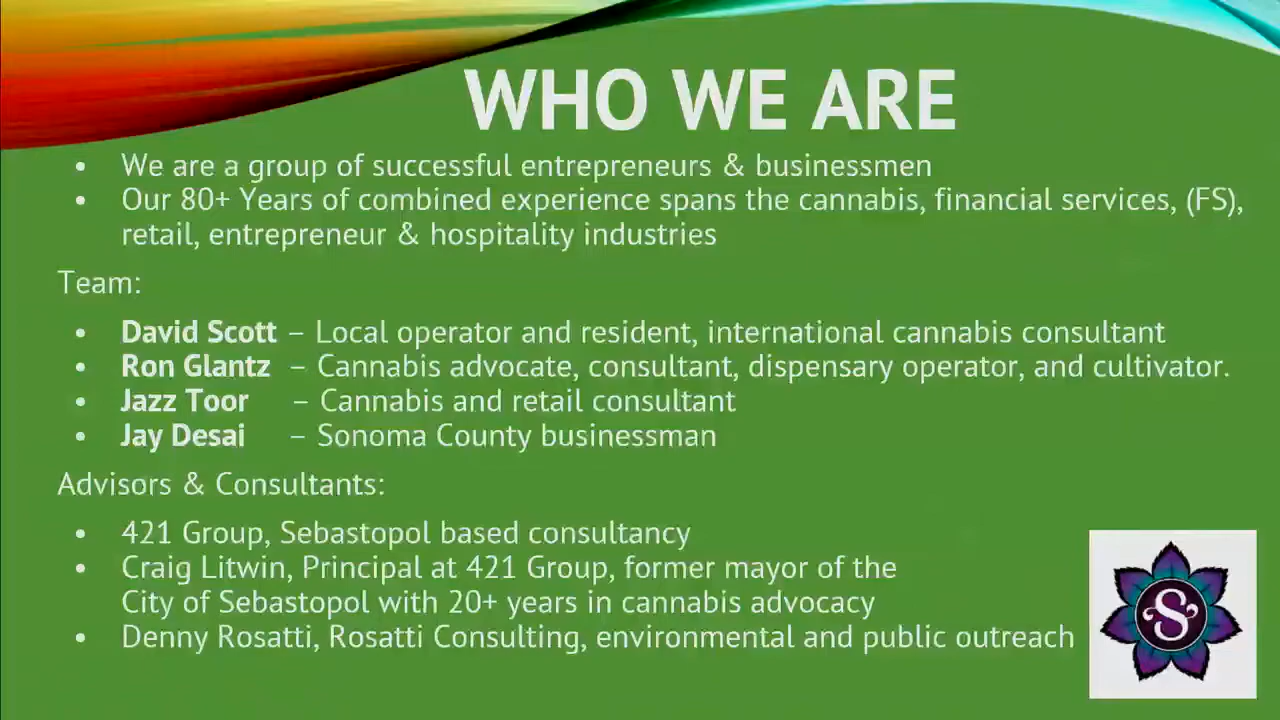 WHO WE ARE
• We are a group of successful entrepreneurs & businessmen
• Our 80+ Years of combined experience spans the cannabis, financial services, (FS),
retail, entrepreneur & hospitality industries
Team:
• David Scott – Local operator and resident, international cannabis consultant
• Ron Glantz – Cannabis advocate, consultant, dispensary operator, and cultivator.
• Jazz Toor – Cannabis and retail consultant
• Jay Desai – Sonoma County businessman
Advisors & Consultants:
• 421 Group, Sebastopol based consultancy
• Craig Litwin, Principal at 421 Group, former mayor of the
City of Sebastopol with 20+ years in cannabis advocacy
• Denny Rosatti, Rosatti Consulting, environmental and public outreach
S